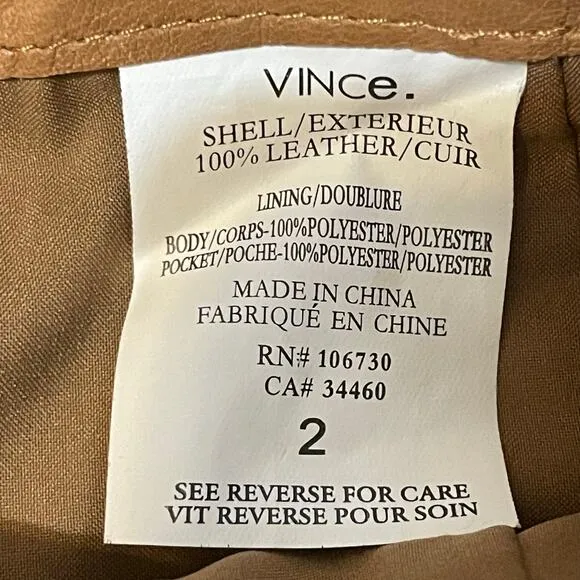 VINCe.
SHELL/EXTERIEUR
100% LEATHER/CUIR
LINING/DOUBLURE
BODY/CORPS-100%POLYESTER/POLYESTER
POCKET/POCHE-100%POLYESTER/POLYESTER
MADE IN CHINA
FABRIQUÉ EN CHINE
RN# 106730
CA# 34460
2
SEE REVERSE FOR CARE
VIT REVERSE POUR SOIN